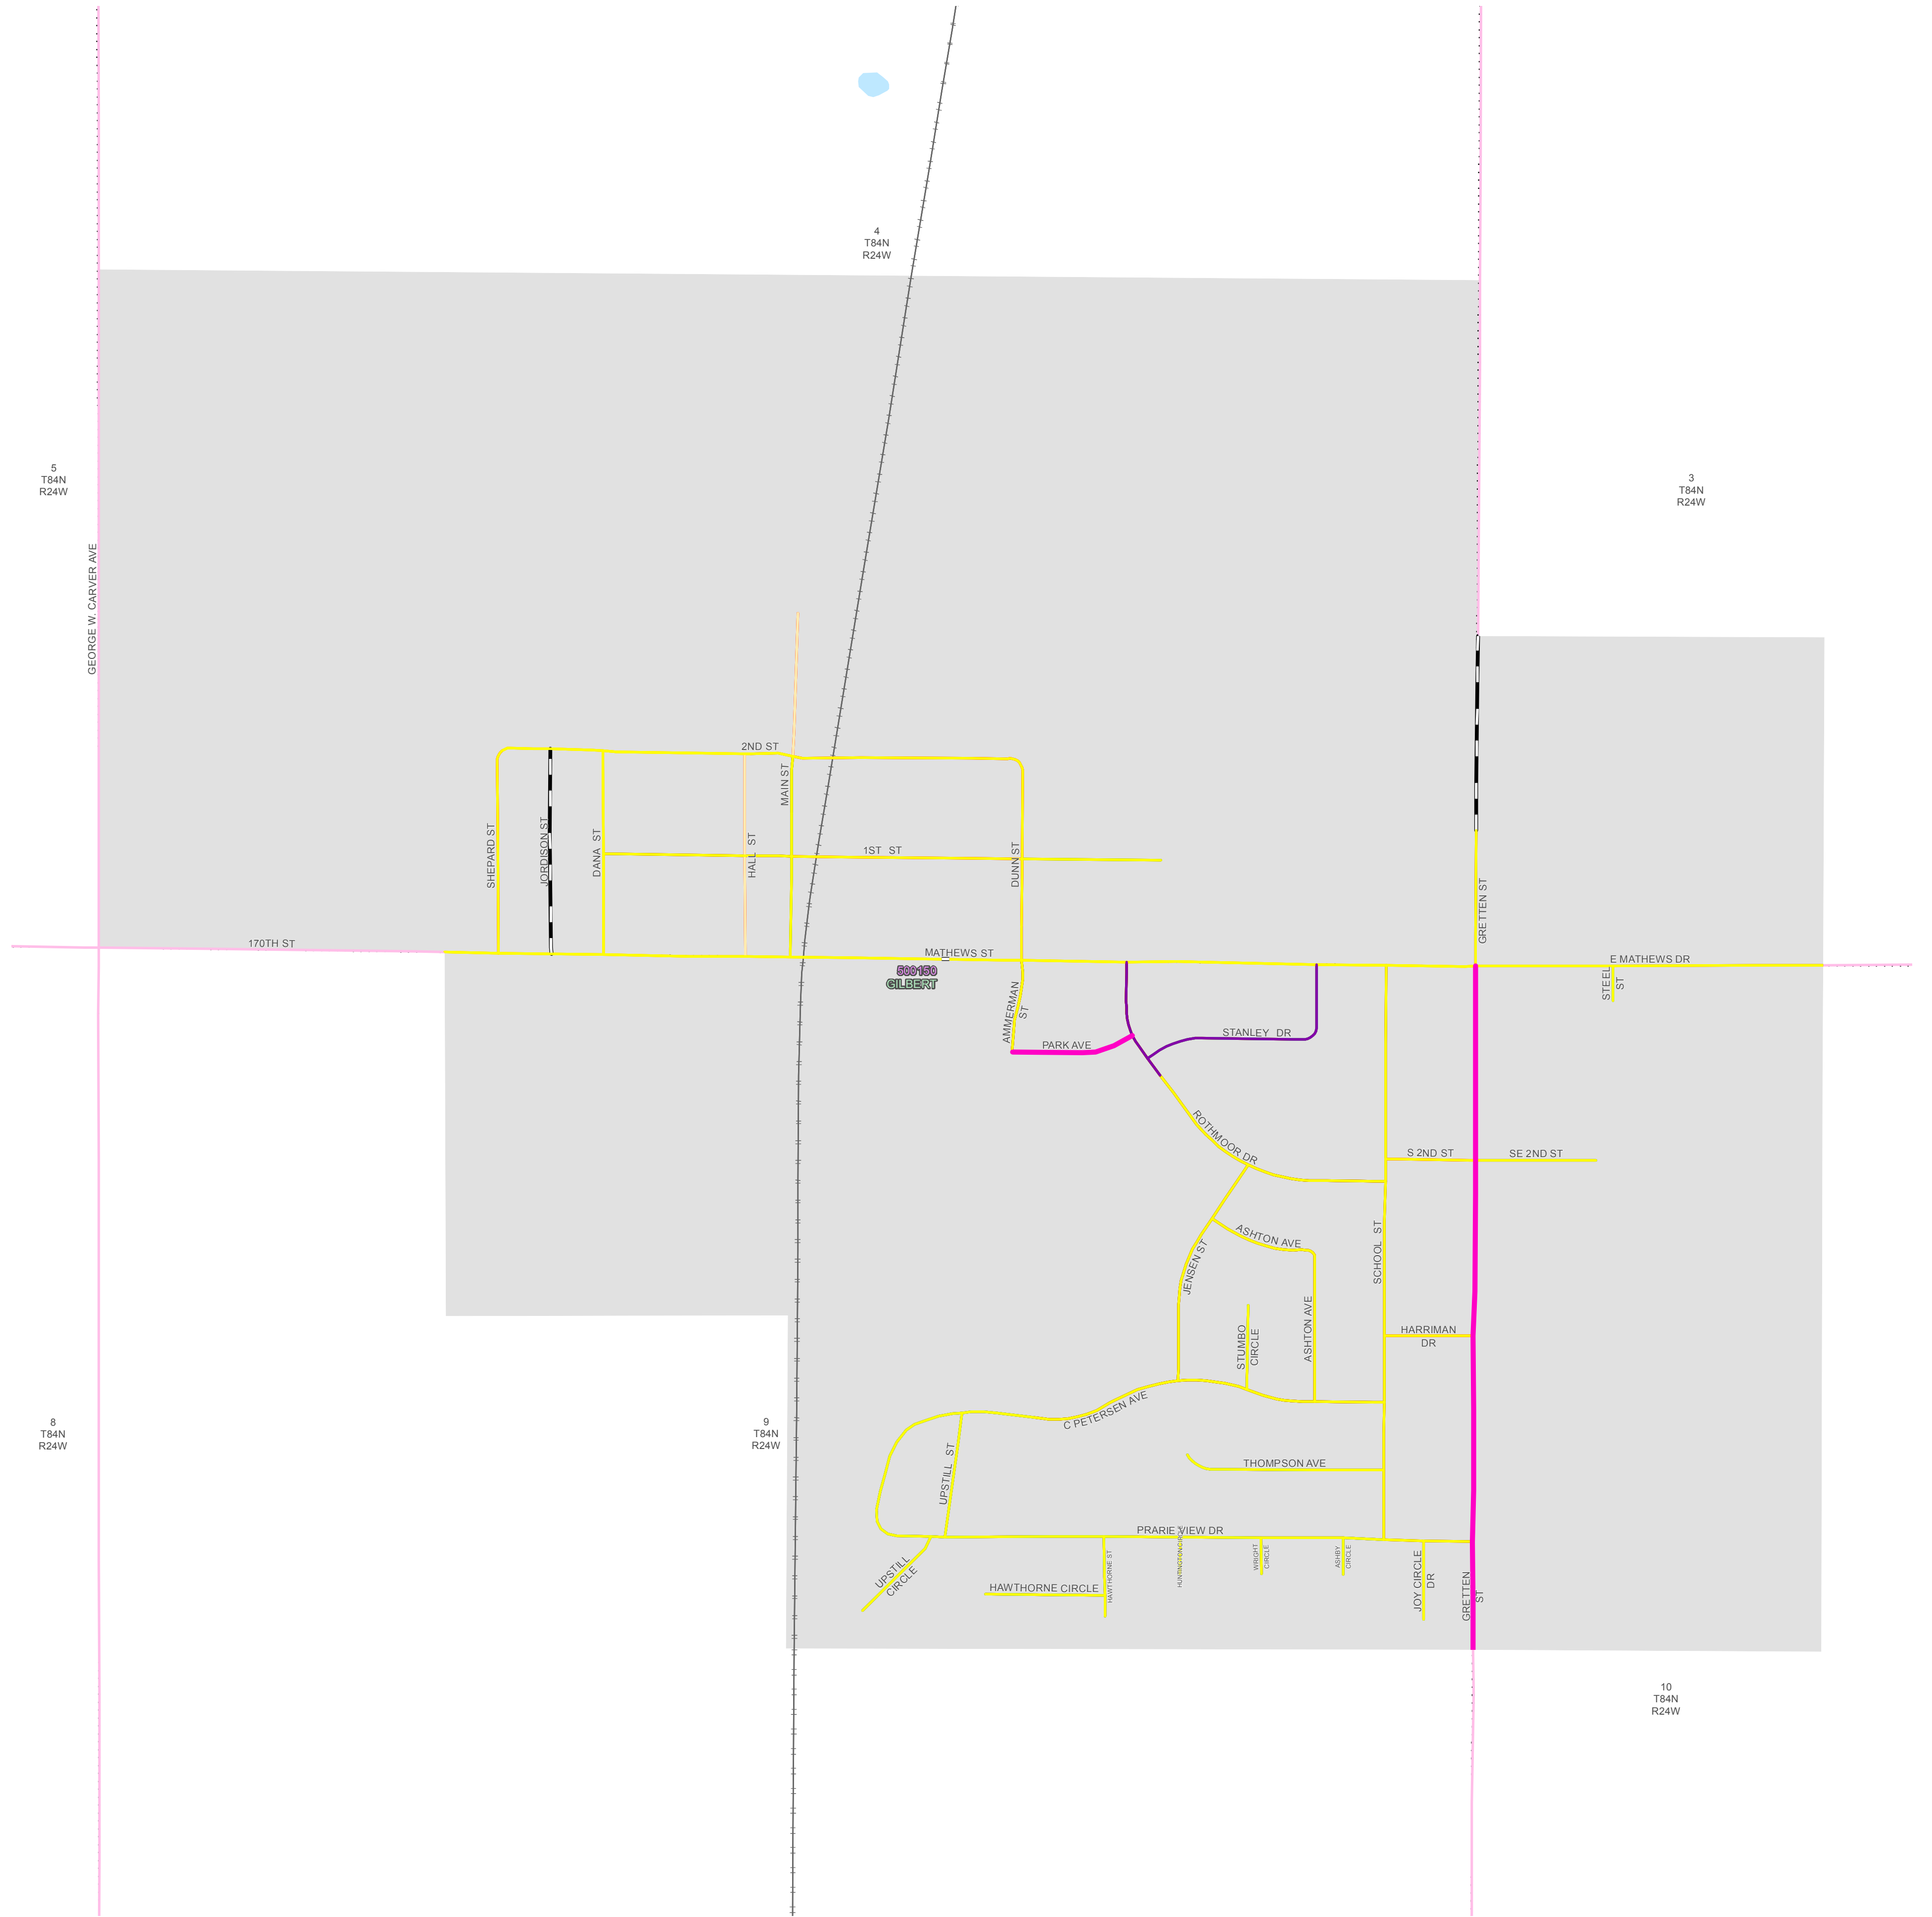 4
T84N
R24W
5
T84N
R24W
3
T84N
R24W
GEORGE W. CARVER AVE
2ND ST
MAIN ST
SHEPARD ST
JORDISON ST
DANA ST
HALL ST
1ST ST
DUNN ST
GRETTEN ST
170TH ST
MATHEWS ST
E MATHEWS DR
500150
GILBERT
STEEL
ST
AMMERMAN
ST
PARK AVE
STANLEY DR
ROTHMOOR DR
S 2ND ST
SE 2ND ST
ASHTON AVE
JENSEN ST
SCHOOL ST
STUMBO
CIRCLE
ASHTON AVE
HARRIMAN
DR
C PETERSEN AVE
8
T84N
R24W
9
T84N
R24W
UPSTILL ST
THOMPSON AVE
PRARIE VIEW DR
UPSTILL
CIRCLE
HAWTHORNE CIRCLE
HAWTHORNE ST
HUNTINGTON CIRCLE
WRIGHT
CIRCLE
ASHBY
CIRCLE
JOY CIRCLE
DR
GRETTEN
ST
10
T84N
R24W